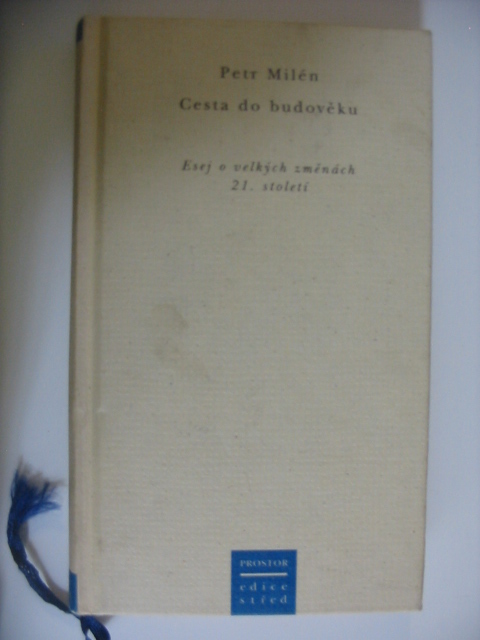 Petr Milén
Cesta do budověku
Esej o velkých změnách
21. století
PROSTOR
edice
střed